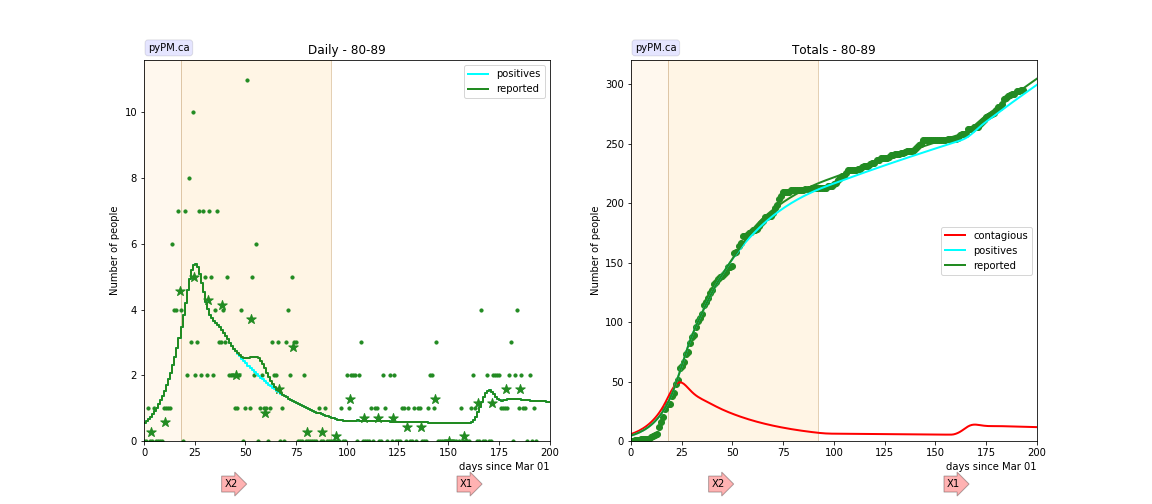 pyPM.ca
Daily - 80-89
positives
reported
Number of people
10
8
6
4
2
0
0 25 50 75 100 125 150 175 200
days since Mar 01
X2 X1
pyPM.ca
Totals - 80-89
contagious
positives
reported
Number of people
300
250
200
150
100
50
0
0 25 50 75 100 125 150 175 200
days since Mar 01
X2 X1